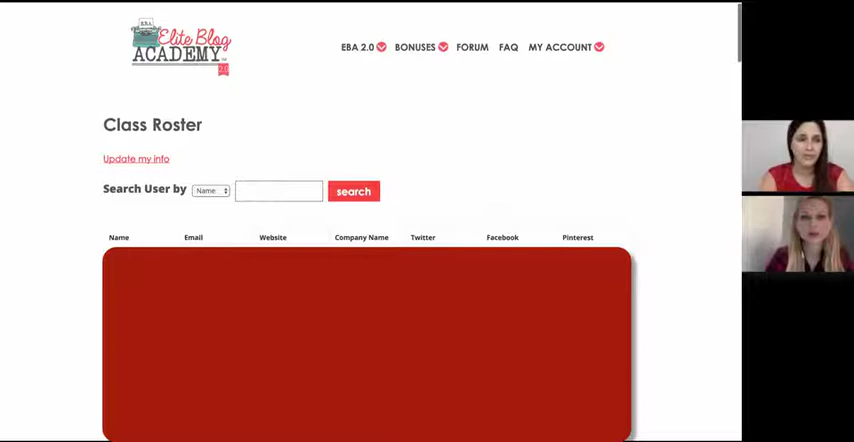 EBA
Elite Blog
ACADEMY
2.0
EBA 2.0 BONUSES FORUM FAQ MY ACCOUNT
Class Roster
Update my info
Search User by Name: search
Name Email Website Company Name Twitter Facebook Pinterest